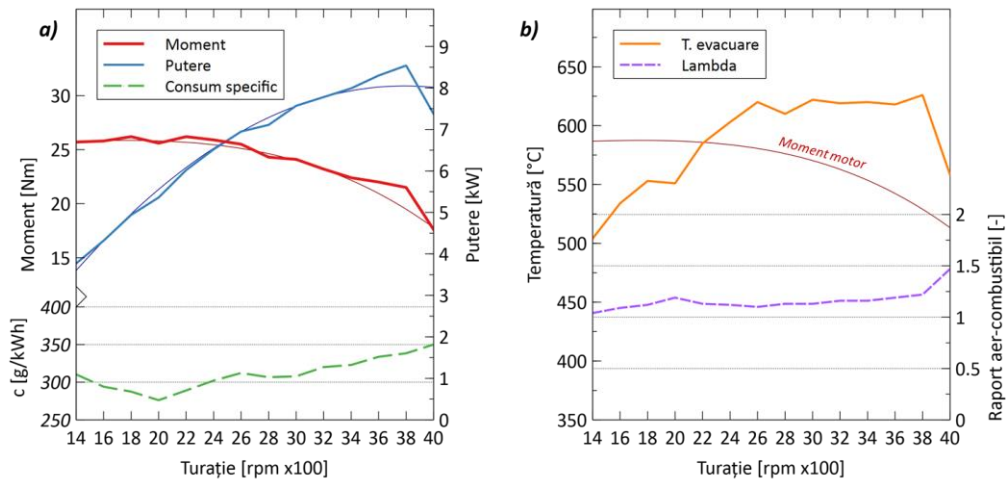 a)
Moment
Putere
Consum specific
Moment [Nm]
30
25
20
15
c [g/kWh]
400
350
300
250
Putere [kW]
9
8
7
6
5
4
3
2
1
0
14 16 18 20 22 24 26 28 30 32 34 36 38 40
Turație [rpm x100]
b)
T. evacuare
Lambda
Moment motor
Temperatură [°C]
650
600
550
500
450
400
350
Raport aer-combustibil [-]
2
1.5
1
0.5
0
14 16 18 20 22 24 26 28 30 32 34 36 38 40
Turație [rpm x100]